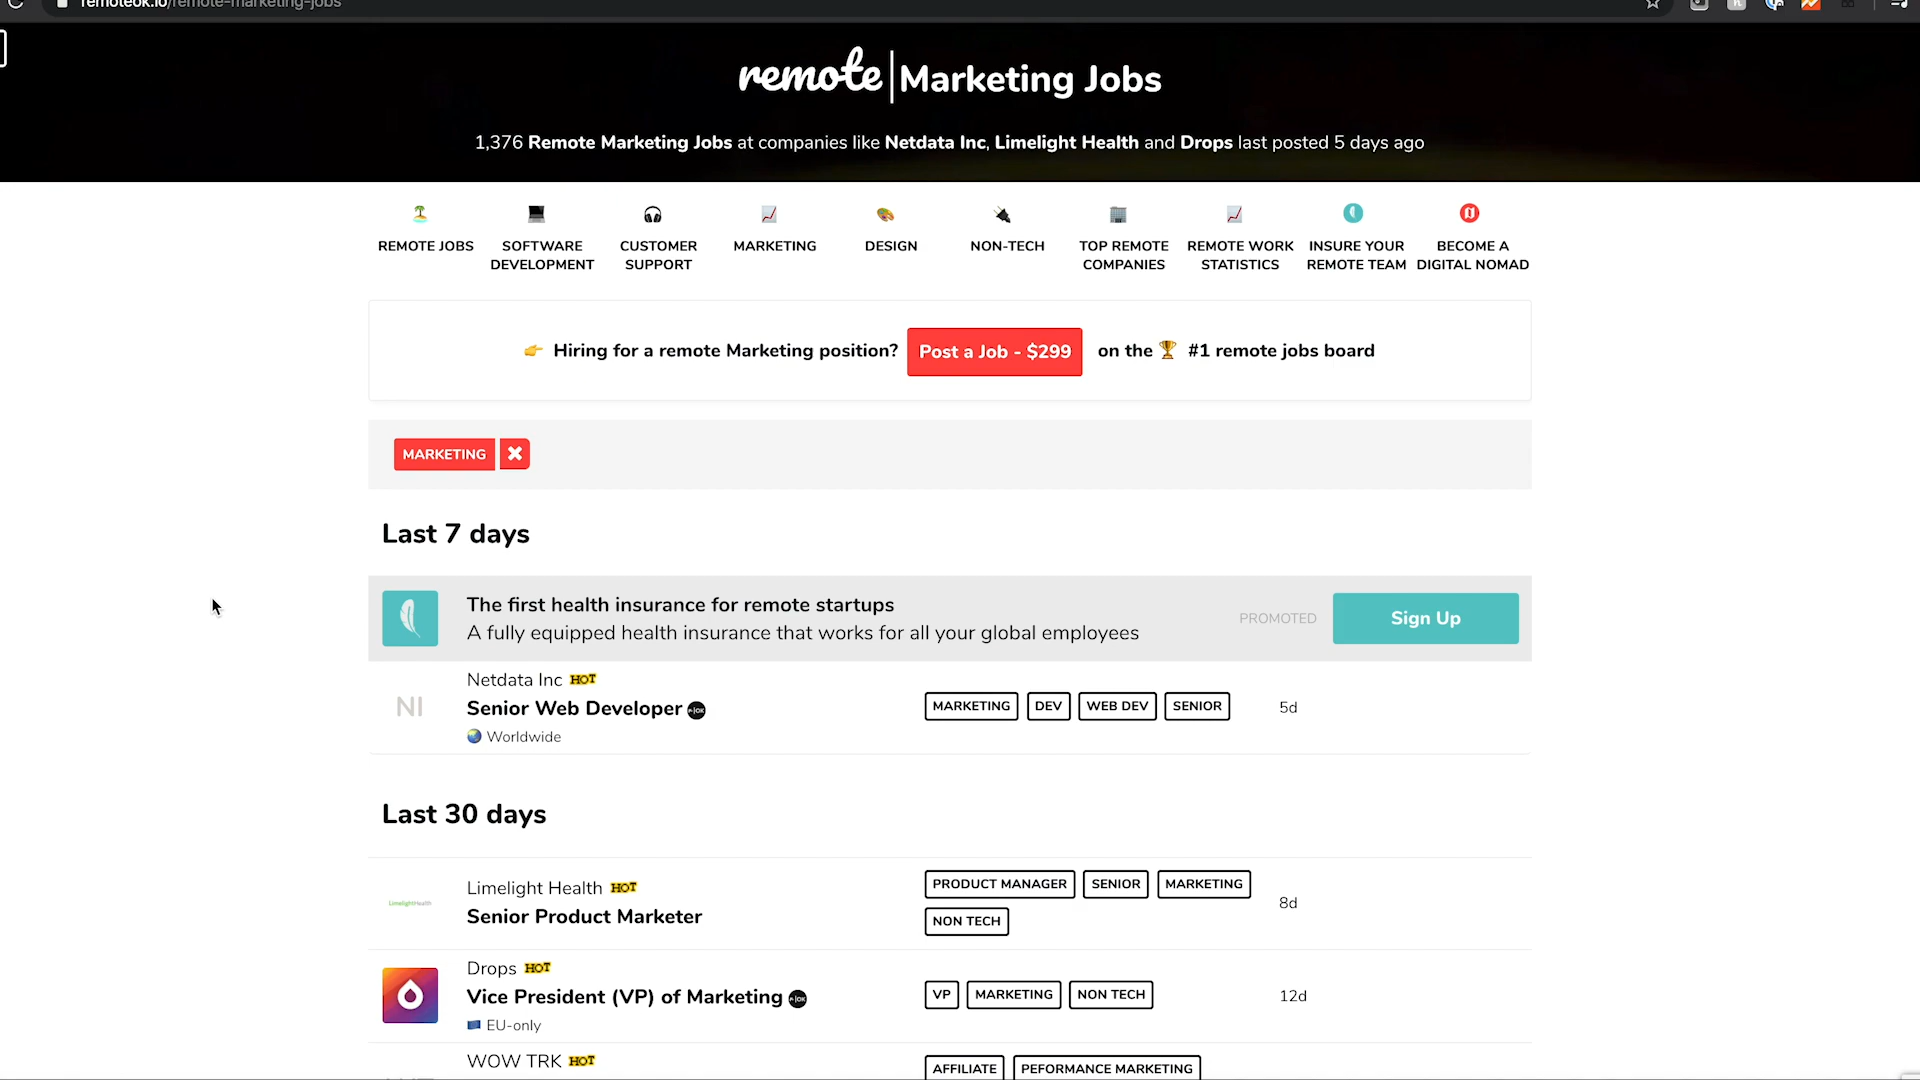 remoteok.io/remote-marketing-jobs
remote|Marketing Jobs
1,376 Remote Marketing Jobs at companies like Netdata Inc, Limelight Health and Drops last posted 5 days ago
REMOTE JOBS
SOFTWARE
DEVELOPMENT
CUSTOMER
SUPPORT
MARKETING
DESIGN
NON-TECH
TOP REMOTE
COMPANIES
REMOTE WORK
STATISTICS
INSURE YOUR
REMOTE TEAM
BECOME A
DIGITAL NOMAD
👉 Hiring for a remote Marketing position? Post a Job - $299 on the 🏆 #1 remote jobs board
MARKETING ✖
Last 7 days
The first health insurance for remote startups
A fully equipped health insurance that works for all your global employees
PROMOTED
Sign Up
NI
Netdata Inc HOT
Senior Web Developer
Worldwide
MARKETING DEV WEB DEV SENIOR
5d
Last 30 days
LimelightHealth
Limelight Health HOT
Senior Product Marketer
PRODUCT MANAGER SENIOR MARKETING
NON TECH
8d
Drops HOT
Vice President (VP) of Marketing
EU-only
VP MARKETING NON TECH
12d
WOW TRK HOT
AFFILIATE PEFORMANCE MARKETING